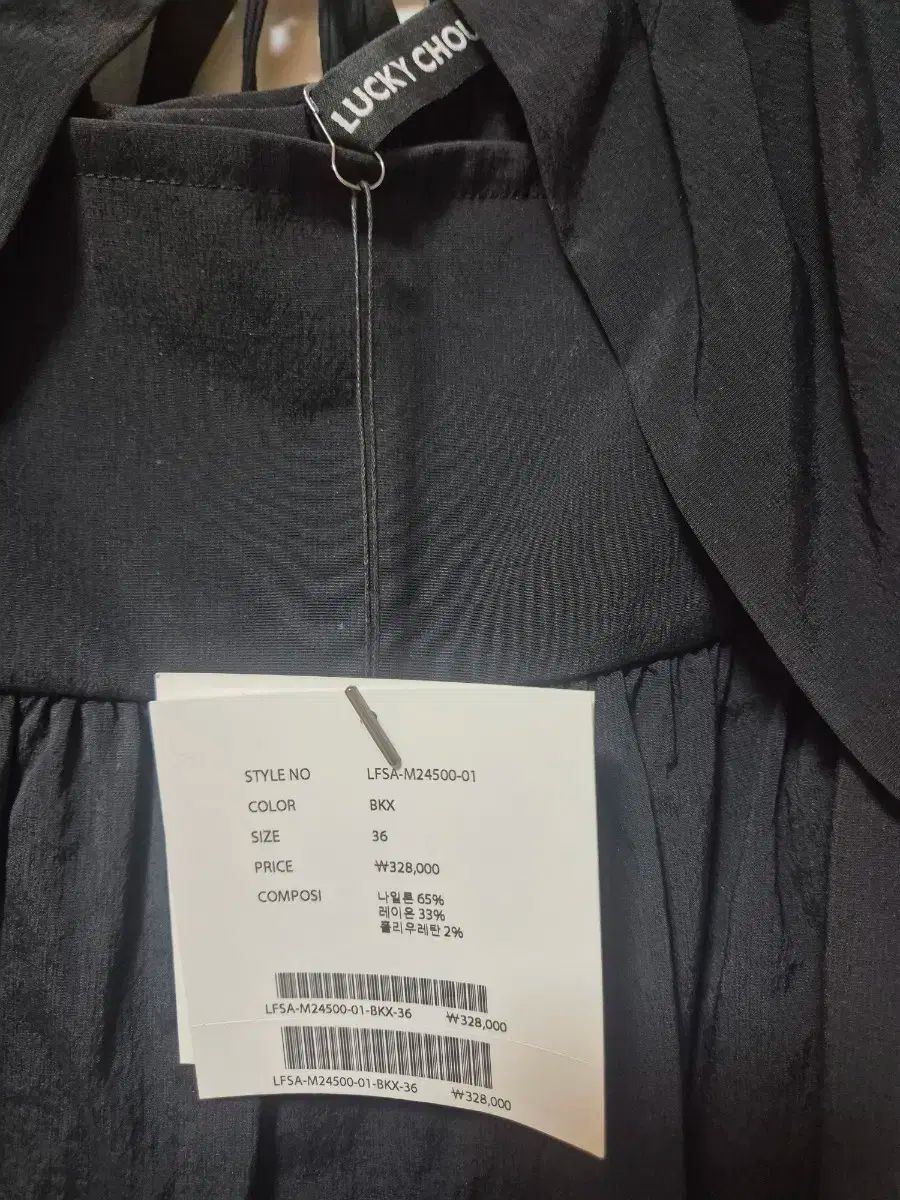 LUCKY CHOU
STYLE NO LFSA-M24500-01
COLOR BKX
SIZE 36
PRICE ₩328,000
COMPOSI 나일론 65%
레이온 33%
폴리우레탄 2%
LFSA-M24500-01-BKX-36 ₩328,000
LFSA-M24500-01-BKX-36 ₩328,000